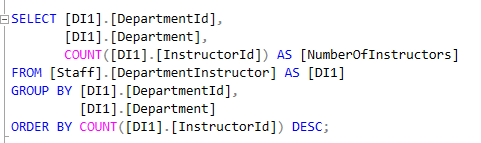 SELECT [DI1].[DepartmentId],
[DI1].[Department],
COUNT([DI1].[InstructorId]) AS [NumberOfInstructors]
FROM [Staff].[DepartmentInstructor] AS [DI1]
GROUP BY [DI1].[DepartmentId],
[DI1].[Department]
ORDER BY COUNT([DI1].[InstructorId]) DESC;